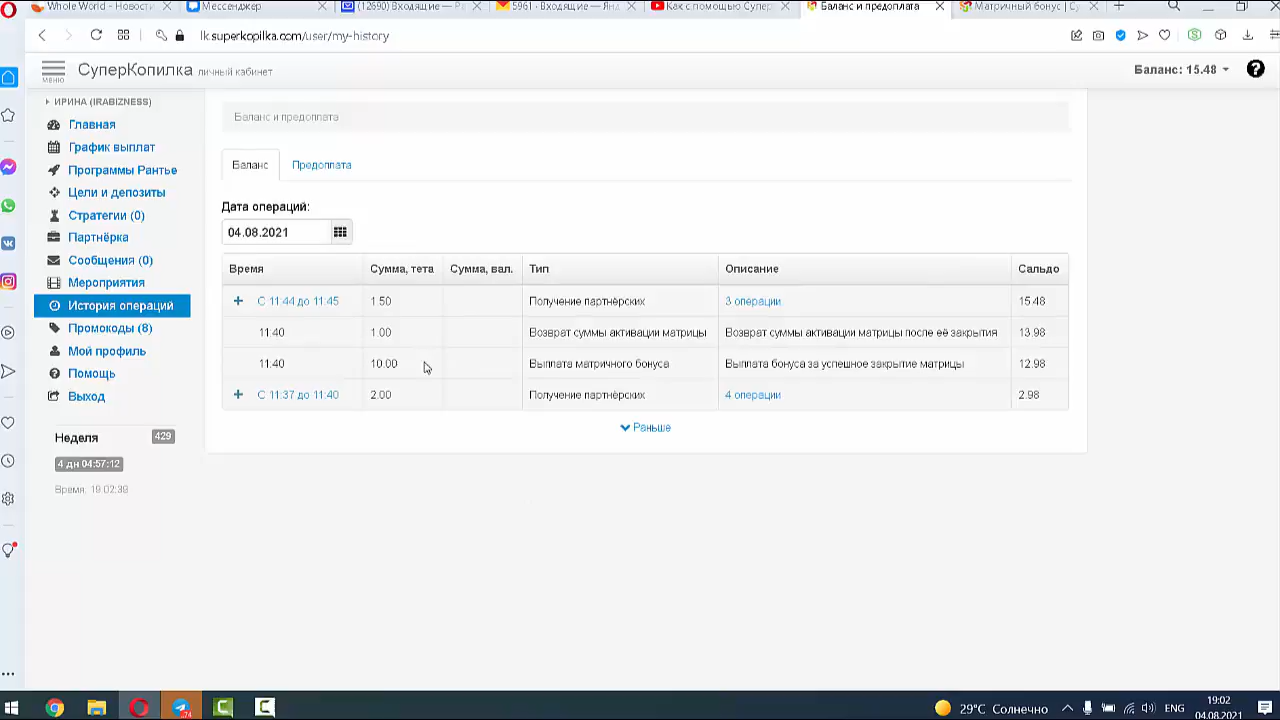 Whole World - Новости
Мессенджер
(12690) Входящие — Ра
5961 · Входящие — Янд
Как с помощью Супер
Баланс и предоплата
Матричный бонус | Су
lk.superkopilka.com/user/my-history
МЕНЮ
СуперКопилка личный кабинет
Баланс: 15.48
ИРИНА (IRABIZNESS)
Главная
График выплат
Программы Рантье
Цели и депозиты
Стратегии (0)
Партнёрка
Сообщения (0)
Мероприятия
История операций
Промокоды (8)
Мой профиль
Помощь
Выход
Неделя 429
4 дн 04:57:12
Время: 19:02:39
Баланс и предоплата
Баланс Предоплата
Дата операций:
04.08.2021
Время Сумма, тета Сумма, вал. Тип Описание Сальдо
+ С 11:44 до 11:45 1.50 Получение партнёрских 3 операции 15.48
11:40 1.00 Возврат суммы активации матрицы Возврат суммы активации матрицы после её закрытия 13.98
11:40 10.00 Выплата матричного бонуса Выплата бонуса за успешное закрытие матрицы 12.98
+ С 11:37 до 11:40 2.00 Получение партнёрских 4 операции 2.98
Раньше
74
29°C Солнечно
ENG
19:02
04.08.2021